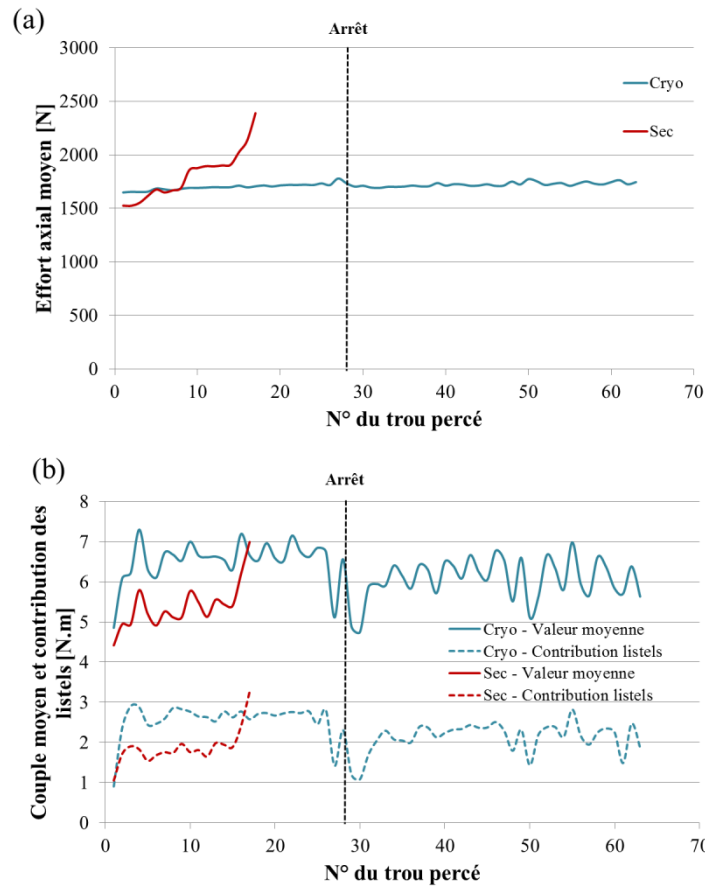 (a)
Arrêt
Effort axial moyen [N]
3000
2500
2000
1500
1000
500
0
Cryo
Sec
0 10 20 30 40 50 60 70
N° du trou percé
(b)
Arrêt
Couple moyen et contribution des
listels [N.m]
8
7
6
5
4
3
2
1
0
Cryo - Valeur moyenne
Cryo - Contribution listels
Sec - Valeur moyenne
Sec - Contribution listels
0 10 20 30 40 50 60 70
N° du trou percé